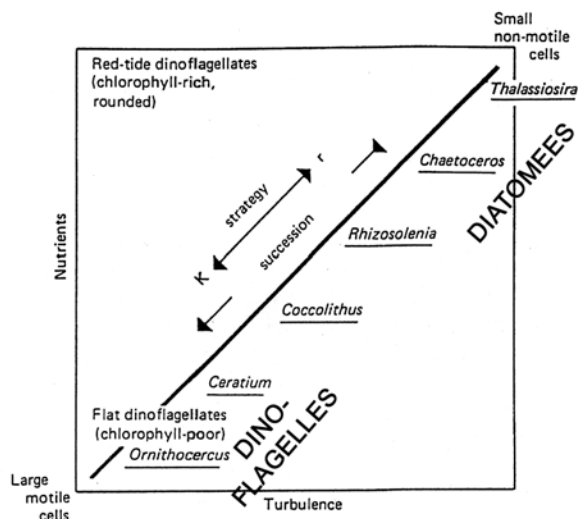 Small
non-motile
cells
Red-tide dinoflagellates
(chlorophyll-rich,
rounded)
Thalassiosira
Chaetoceros
DIATOMEES
r
strategy
K
succession
Rhizosolenia
Nutrients
Coccolithus
Ceratium
Flat dinoflagellates
(chlorophyll-poor)
Ornithocercus
DINO-
FLAGELLES
Large
motile
cells
Turbulence